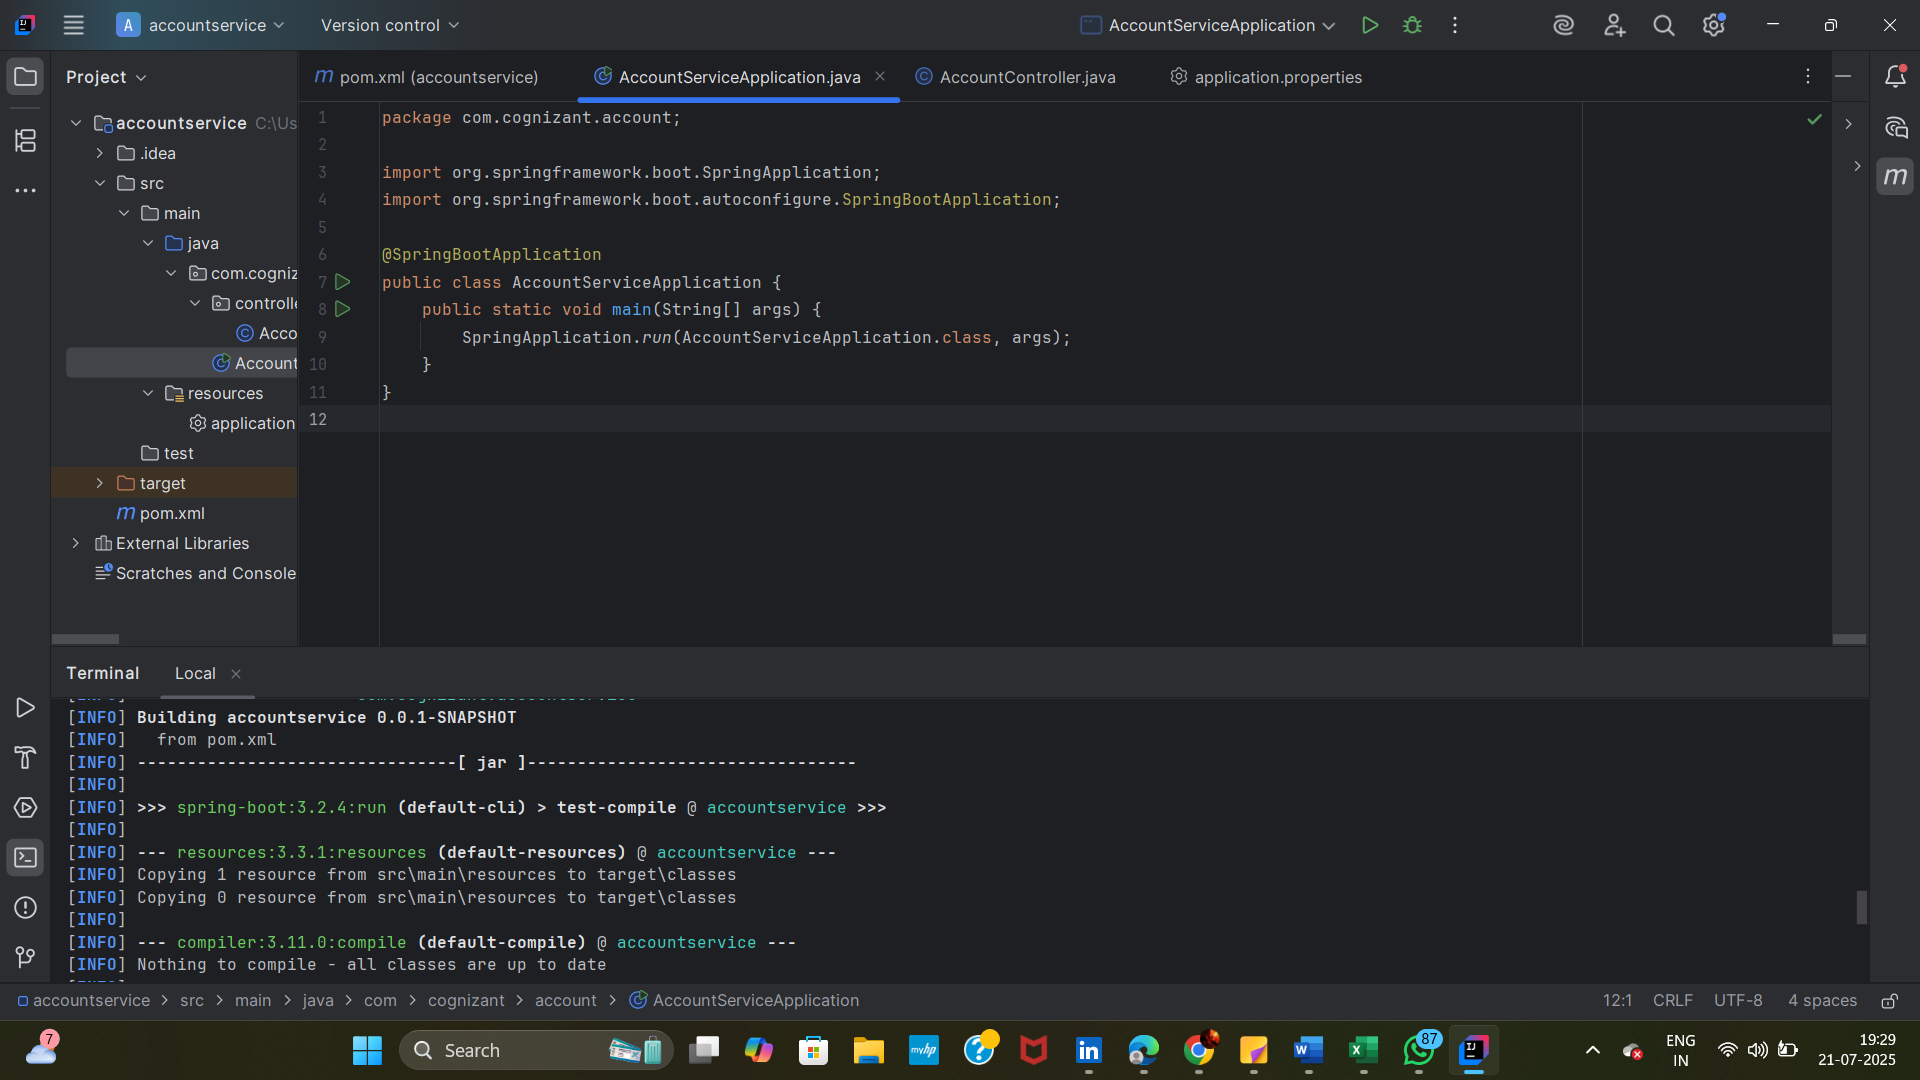 A accountservice
Version control
AccountServiceApplication
Project
pom.xml (accountservice)
AccountServiceApplication.java
AccountController.java
application.properties
accountservice C:\Us
.idea
src
main
java
com.cogniz
controlle
Acco
Account
resources
application
test
target
pom.xml
External Libraries
Scratches and Console
1 package com.cognizant.account;
2
3 import org.springframework.boot.SpringApplication;
4 import org.springframework.boot.autoconfigure.SpringBootApplication;
5
6 @SpringBootApplication
7 public class AccountServiceApplication {
8 public static void main(String[] args) {
9 SpringApplication.run(AccountServiceApplication.class, args);
10 }
11 }
12
Terminal
Local
[INFO] Building accountservice 0.0.1-SNAPSHOT
[INFO]   from pom.xml
[INFO] --------------------------------[ jar ]---------------------------------
[INFO]
[INFO] >>> spring-boot:3.2.4:run (default-cli) > test-compile @ accountservice >>>
[INFO]
[INFO] --- resources:3.3.1:resources (default-resources) @ accountservice ---
[INFO] Copying 1 resource from src\main\resources to target\classes
[INFO] Copying 0 resource from src\main\resources to target\classes
[INFO]
[INFO] --- compiler:3.11.0:compile (default-compile) @ accountservice ---
[INFO] Nothing to compile - all classes are up to date
accountservice > src > main > java > com > cognizant > account > AccountServiceApplication
12:1 CRLF UTF-8 4 spaces
7
Search
myhp
87
ENG
IN
19:29
21-07-2025